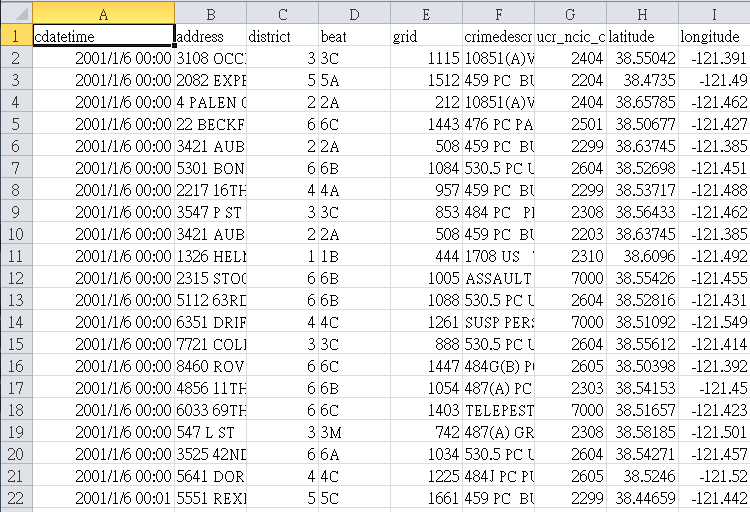 A B C D E F G H I
1 cdatetime address district beat grid crimedescr ucr_ncic_c latitude longitude
2 2001/1/6 00:00 3108 OCC 3 3C 1115 10851(A)V 2404 38.55042 -121.391
3 2001/1/6 00:00 2082 EXPE 5 5A 1512 459 PC BU 2204 38.4735 -121.49
4 2001/1/6 00:00 4 PALEN 2 2A 212 10851(A)V 2404 38.65785 -121.462
5 2001/1/6 00:00 22 BECKF 6 6C 1443 476 PC PA 2501 38.50677 -121.427
6 2001/1/6 00:00 3421 AUB 2 2A 508 459 PC BU 2299 38.63745 -121.385
7 2001/1/6 00:00 5301 BON 6 6B 1084 530.5 PC U 2604 38.52698 -121.451
8 2001/1/6 00:00 2217 16TH 4 4A 957 459 PC BU 2299 38.53717 -121.488
9 2001/1/6 00:00 3547 P ST 3 3C 853 484 PC PE 2308 38.56433 -121.462
10 2001/1/6 00:00 3421 AUB 2 2A 508 459 PC BU 2203 38.63745 -121.385
11 2001/1/6 00:00 1326 HELM 1 1B 444 1708 US 2310 38.6096 -121.492
12 2001/1/6 00:00 2315 STOC 6 6B 1005 ASSAULT 7000 38.55426 -121.455
13 2001/1/6 00:00 5112 63RD 6 6B 1088 530.5 PC U 2604 38.52816 -121.431
14 2001/1/6 00:00 6351 DRIF 4 4C 1261 SUSP PERS 7000 38.51092 -121.549
15 2001/1/6 00:00 7721 COLL 3 3C 888 530.5 PC U 2604 38.55612 -121.414
16 2001/1/6 00:00 8460 ROV 6 6C 1447 484G(B) P 2605 38.50398 -121.392
17 2001/1/6 00:00 4856 11TH 6 6B 1054 487(A) PC 2303 38.54153 -121.45
18 2001/1/6 00:00 6033 69TH 6 6C 1403 TELEPEST 7000 38.51657 -121.423
19 2001/1/6 00:00 547 L ST 3 3M 742 487(A) GR 2308 38.58185 -121.501
20 2001/1/6 00:00 3525 42ND 6 6A 1034 530.5 PC U 2604 38.54271 -121.457
21 2001/1/6 00:00 5641 DOR 4 4C 1225 484J PC PU 2605 38.5246 -121.52
22 2001/1/6 00:01 5551 REXI 5 5C 1661 459 PC BU 2299 38.44659 -121.442